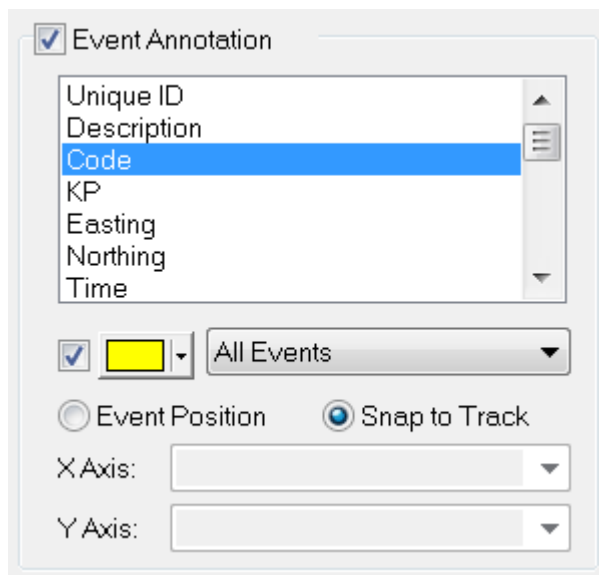 Event Annotation
Unique ID
Description
Code
KP
Easting
Northing
Time
All Events
Event Position Snap to Track
X Axis:
Y Axis: